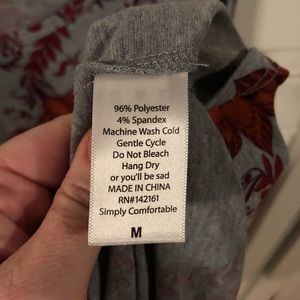 96% Polyester
4% Spandex
Machine Wash Cold
Gentle Cycle
Do Not Bleach
Hang Dry
or you'll be sad
MADE IN CHINA
RN#142161
Simply Comfortable
M